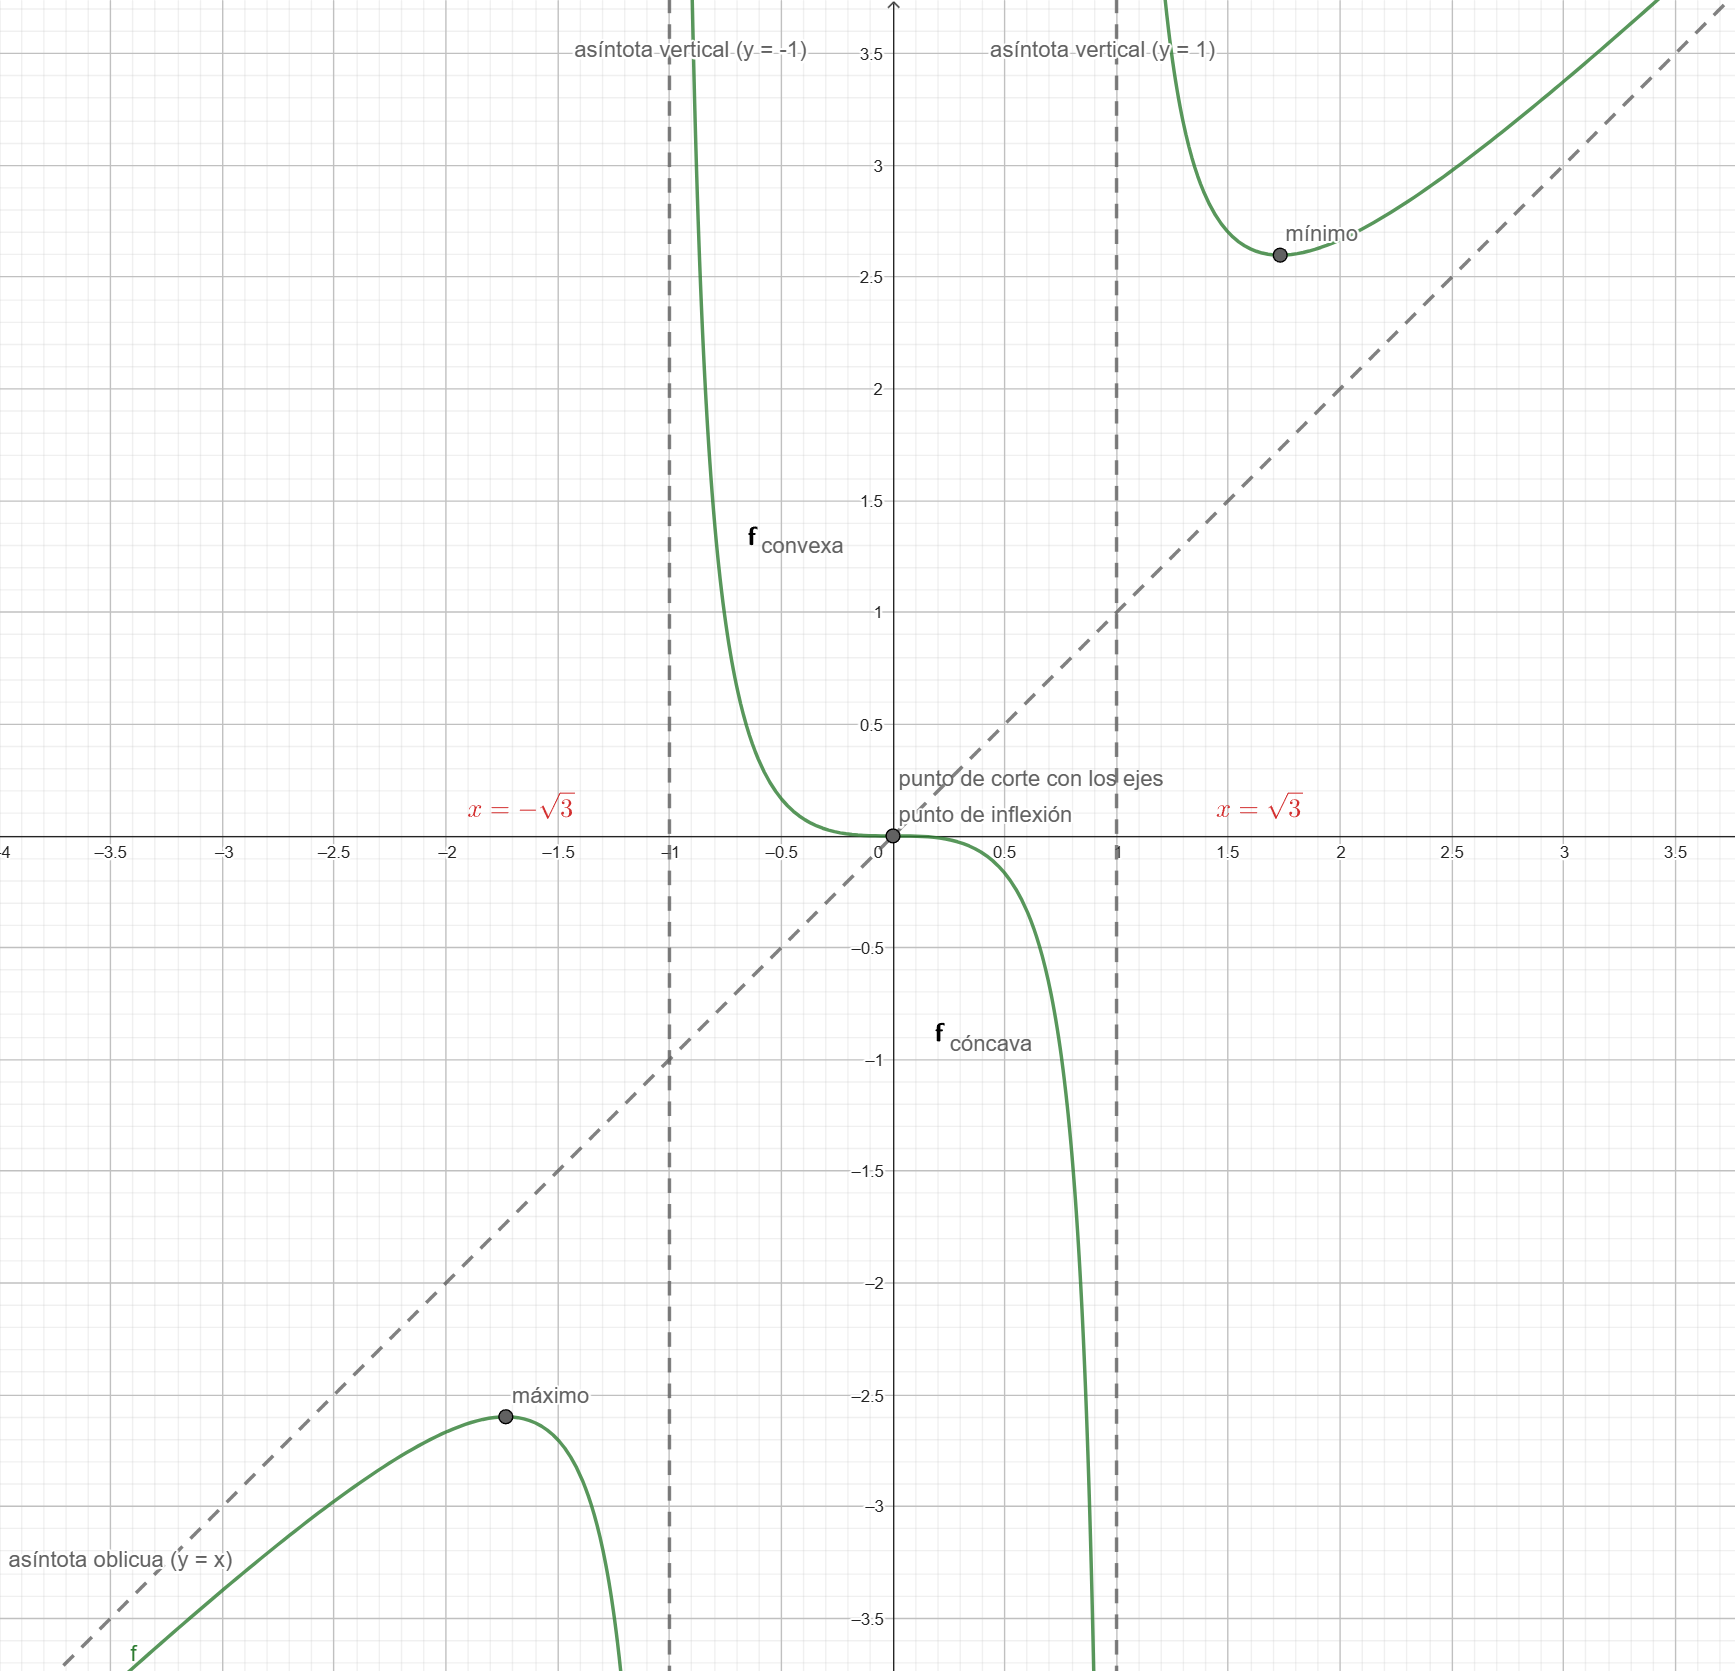 asíntota vertical (y = -1)
asíntota vertical (y = 1)
3.5
3
mínimo
2.5
2
1.5
f convexa
1
0.5
punto de corte con los ejes
x = −√3
punto de inflexión
x = √3
-4 –3.5 –3 –2.5 –2 –1.5 –1 –0.5 0 0.5 1 1.5 2 2.5 3 3.5
–0.5
f cóncava
–1
–1.5
–2
–2.5
máximo
–3
asíntota oblicua (y = x)
–3.5
f